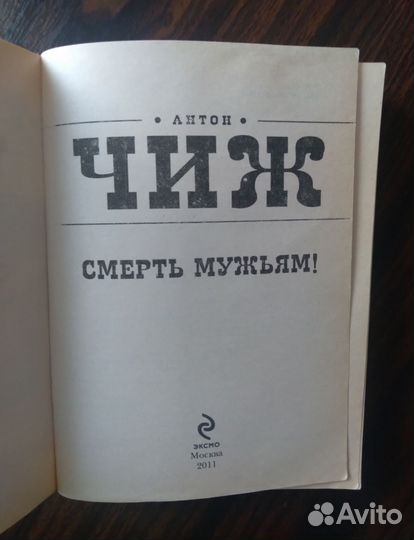 • АНТОН •
ЧИЖ
СМЕРТЬ МУЖЬЯМ!
ЭКСМО
Москва
2011
Avito